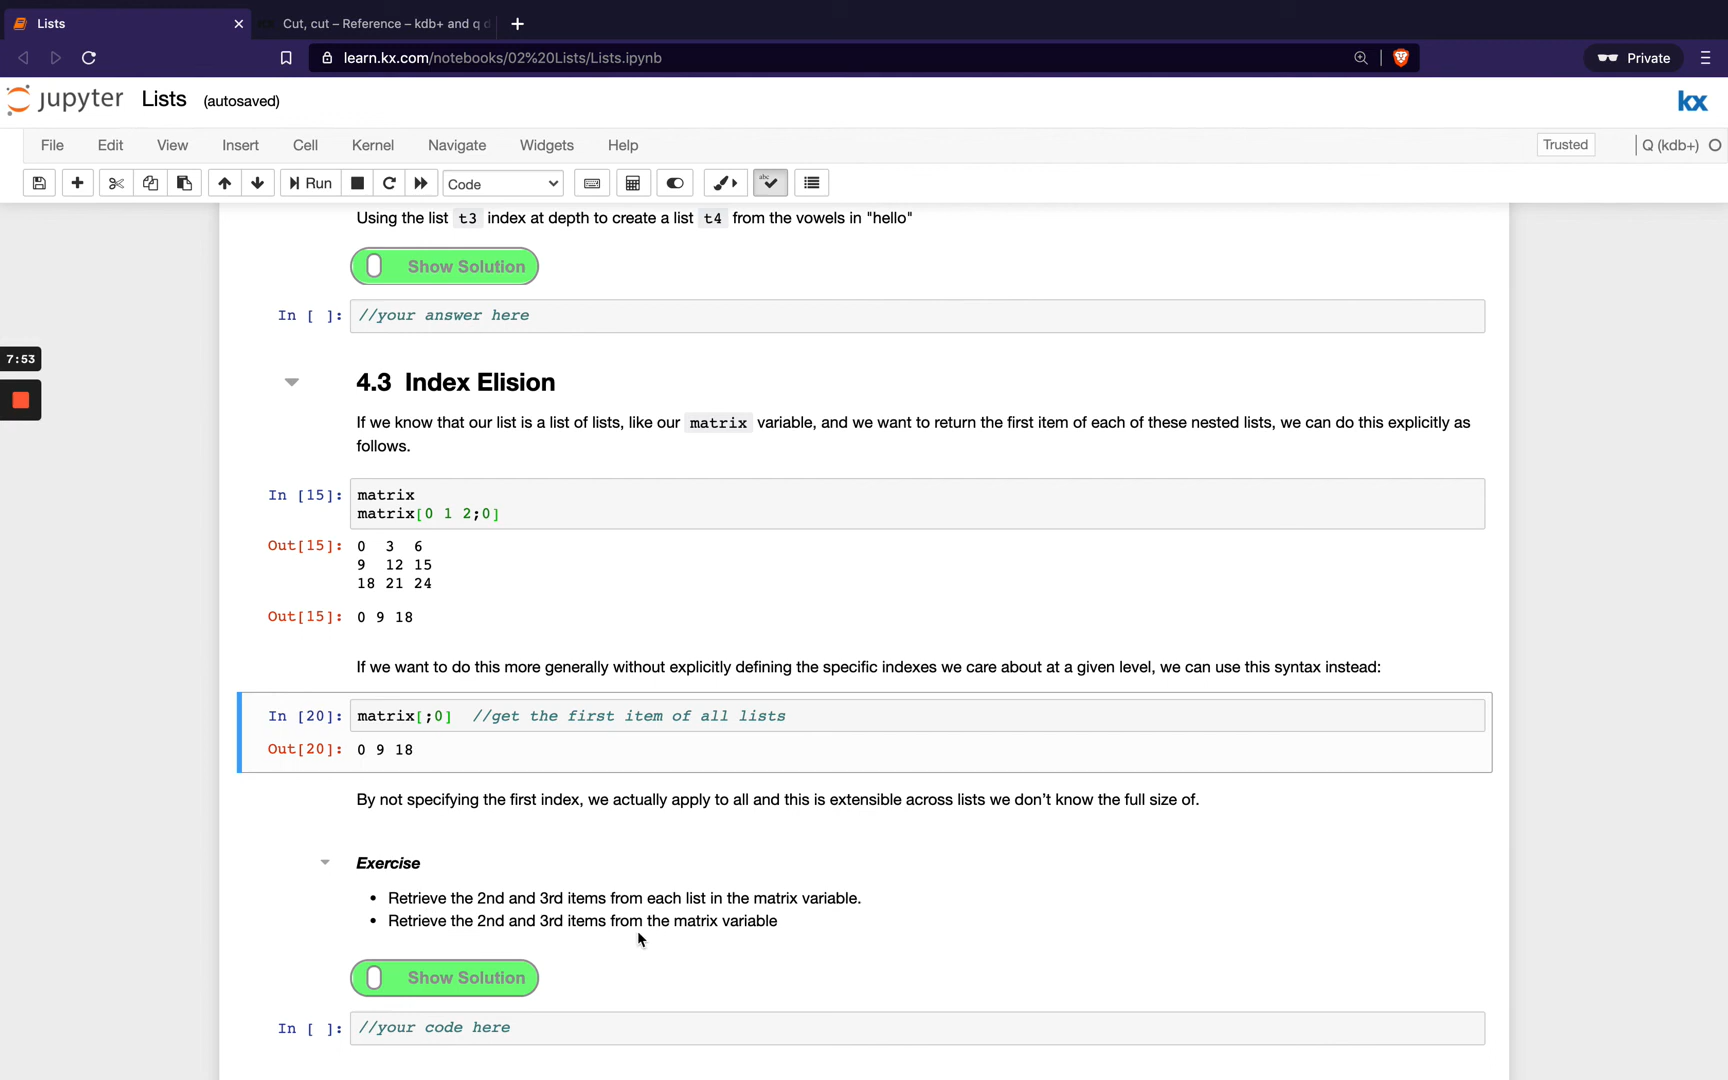 Lists
Cut, cut – Reference – kdb+ and q d
learn.kx.com/notebooks/02%20Lists/Lists.ipynb
Private
jupyter Lists (autosaved)
kx
File Edit View Insert Cell Kernel Navigate Widgets Help
Trusted
Q (kdb+)
Run
Code
abc
Using the list t3 index at depth to create a list t4 from the vowels in "hello"
Show Solution
In [ ]: //your answer here
7:53
4.3 Index Elision
If we know that our list is a list of lists, like our matrix variable, and we want to return the first item of each of these nested lists, we can do this explicitly as
follows.
In [15]: matrix
matrix[0 1 2;0]
Out[15]: 0 3 6
9 12 15
18 21 24
Out[15]: 0 9 18
If we want to do this more generally without explicitly defining the specific indexes we care about at a given level, we can use this syntax instead:
In [20]: matrix[;0] //get the first item of all lists
Out[20]: 0 9 18
By not specifying the first index, we actually apply to all and this is extensible across lists we don't know the full size of.
Exercise
• Retrieve the 2nd and 3rd items from each list in the matrix variable.
• Retrieve the 2nd and 3rd items from the matrix variable
Show Solution
In [ ]: //your code here